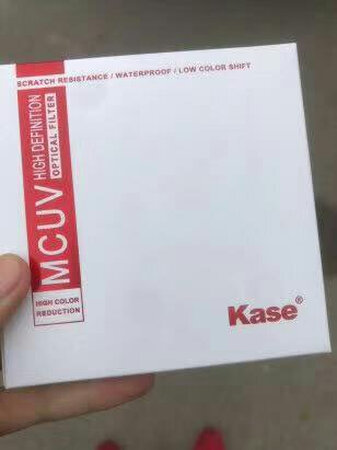 SCRATCH RESISTANCE / WATERPROOF / LOW COLOR SHIFT
MCUV
HIGH DEFINITION
OPTICAL FILTER
HIGH COLOR
REDUCTION
Kase®